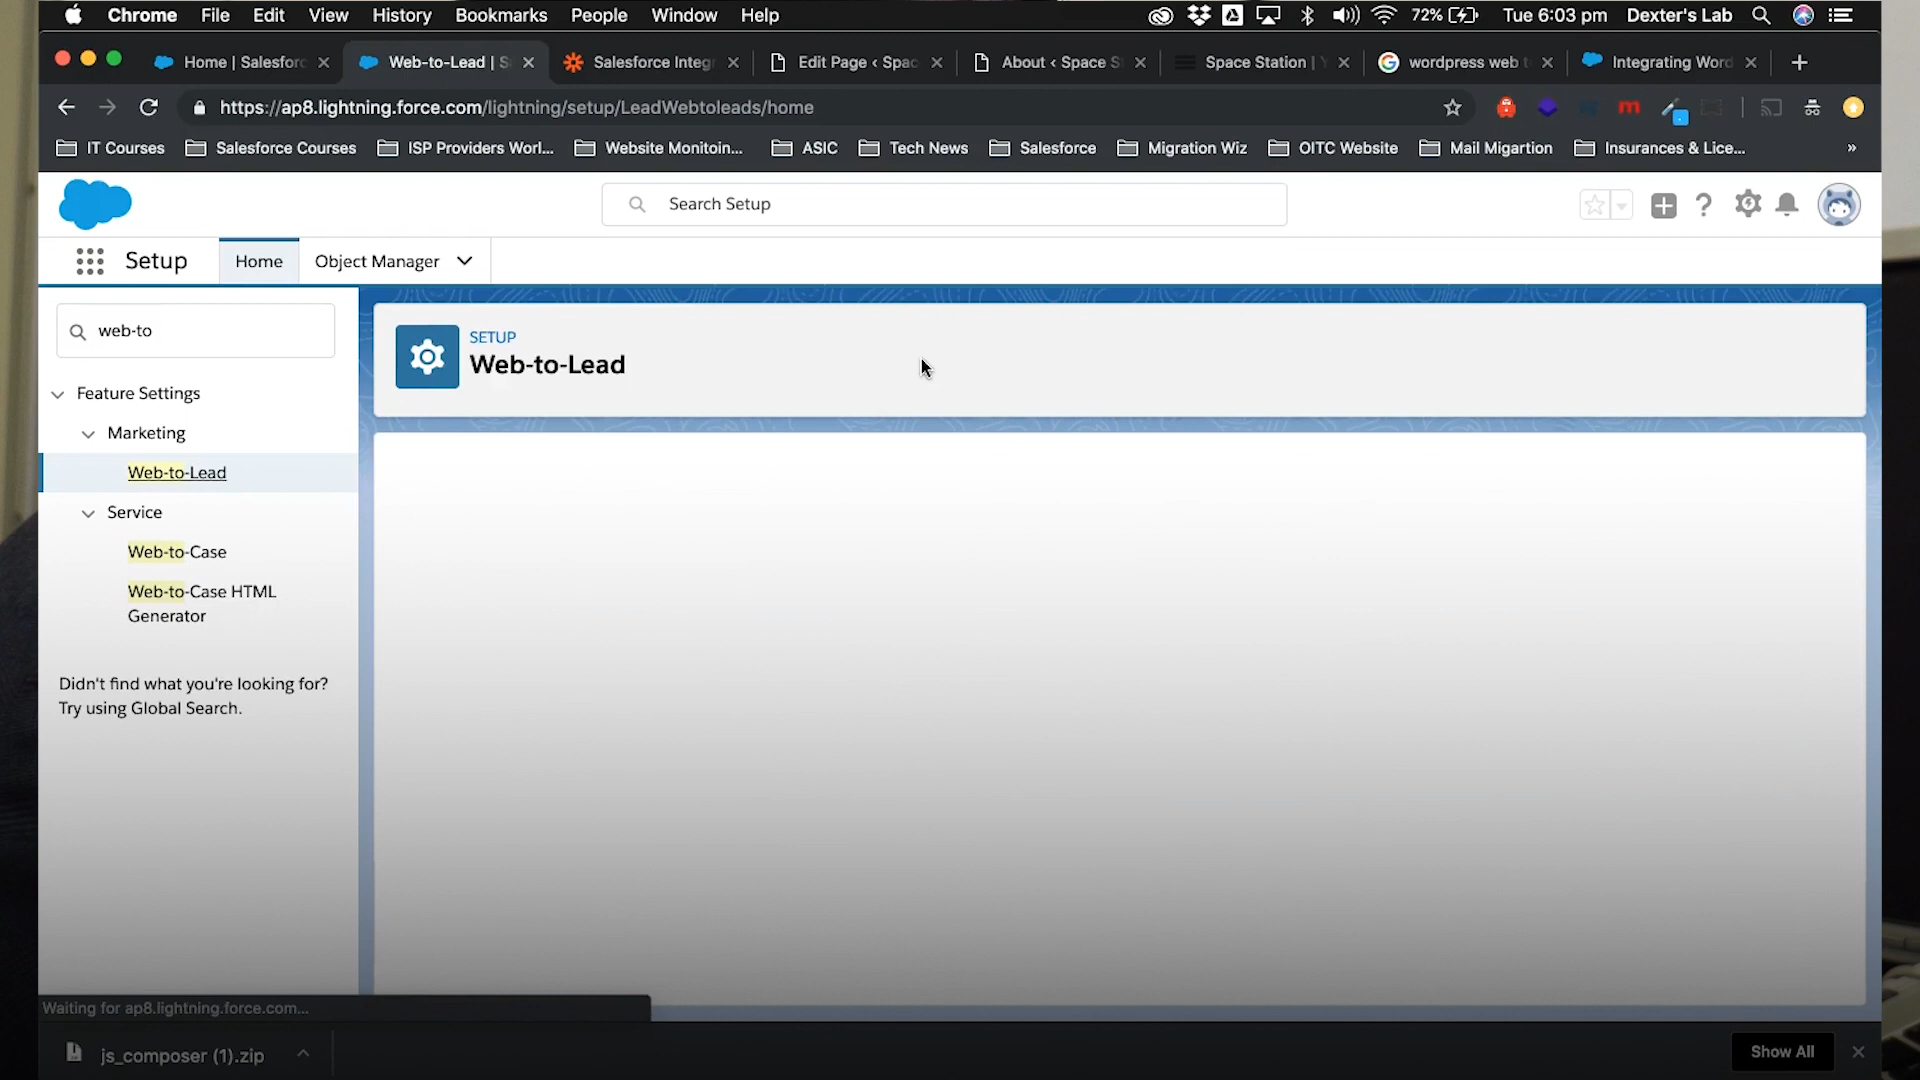 Chrome File Edit View History Bookmarks People Window Help 72% Tue 6:03 pm Dexter's Lab
Home | Salesforc Web-to-Lead | S Salesforce Integ Edit Page < Spac About < Space S Space Station | Y wordpress web t Integrating Word
https://ap8.lightning.force.com/lightning/setup/LeadWebtoleads/home
IT Courses Salesforce Courses ISP Providers Worl... Website Monitoin... ASIC Tech News Salesforce Migration Wiz OITC Website Mail Migartion Insurances & Lice... »
Search Setup
Setup Home Object Manager
web-to
SETUP
Web-to-Lead
Feature Settings
Marketing
Web-to-Lead
Service
Web-to-Case
Web-to-Case HTML
Generator
Didn't find what you're looking for?
Try using Global Search.
Waiting for ap8.lightning.force.com...
js_composer (1).zip Show All